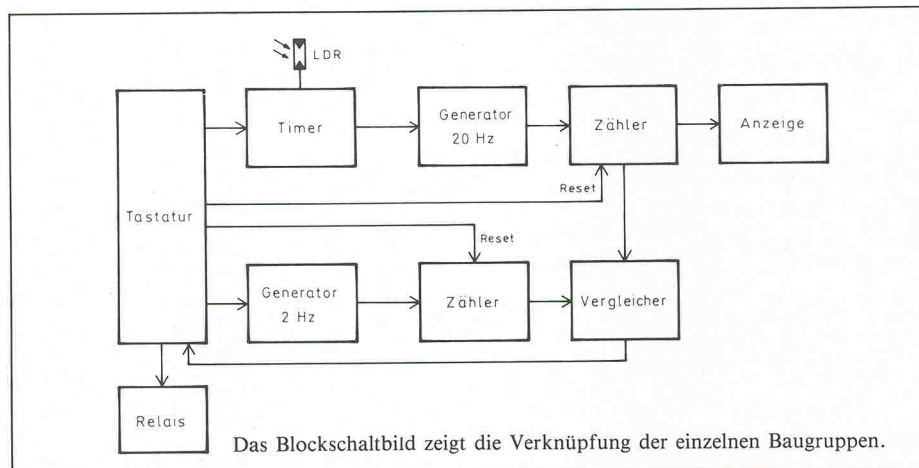 LDR
Timer
Generator
20 Hz
Zähler
Anzeige
Reset
Tastatur
Reset
Generator
2 Hz
Zähler
Vergleicher
Relais
Das Blockschaltbild zeigt die Verknüpfung der einzelnen Baugruppen.